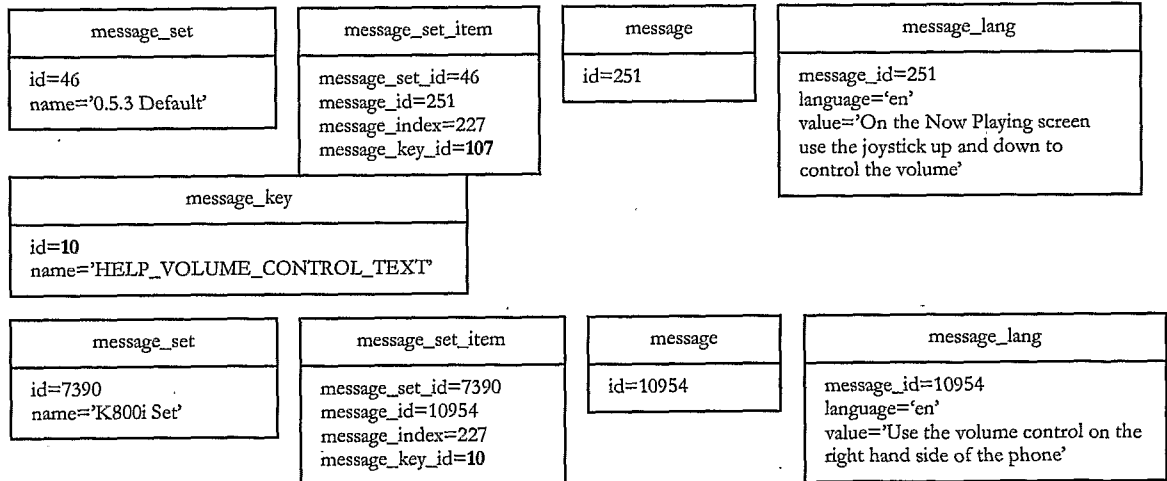 message_set
id=46
name='0.5.3 Default'
message_set_item
message_set_id=46
message_id=251
message_index=227
message_key_id=107
message
id=251
message_lang
message_id=251
language='en'
value='On the Now Playing screen
use the joystick up and down to
control the volume'
message_key
id=10
name='HELP_VOLUME_CONTROL_TEXT'
message_set
id=7390
name='K800i Set'
message_set_item
message_set_id=7390
message_id=10954
message_index=227
message_key_id=10
message
id=10954
message_lang
message_id=10954
language='en'
value='Use the volume control on the
right hand side of the phone'